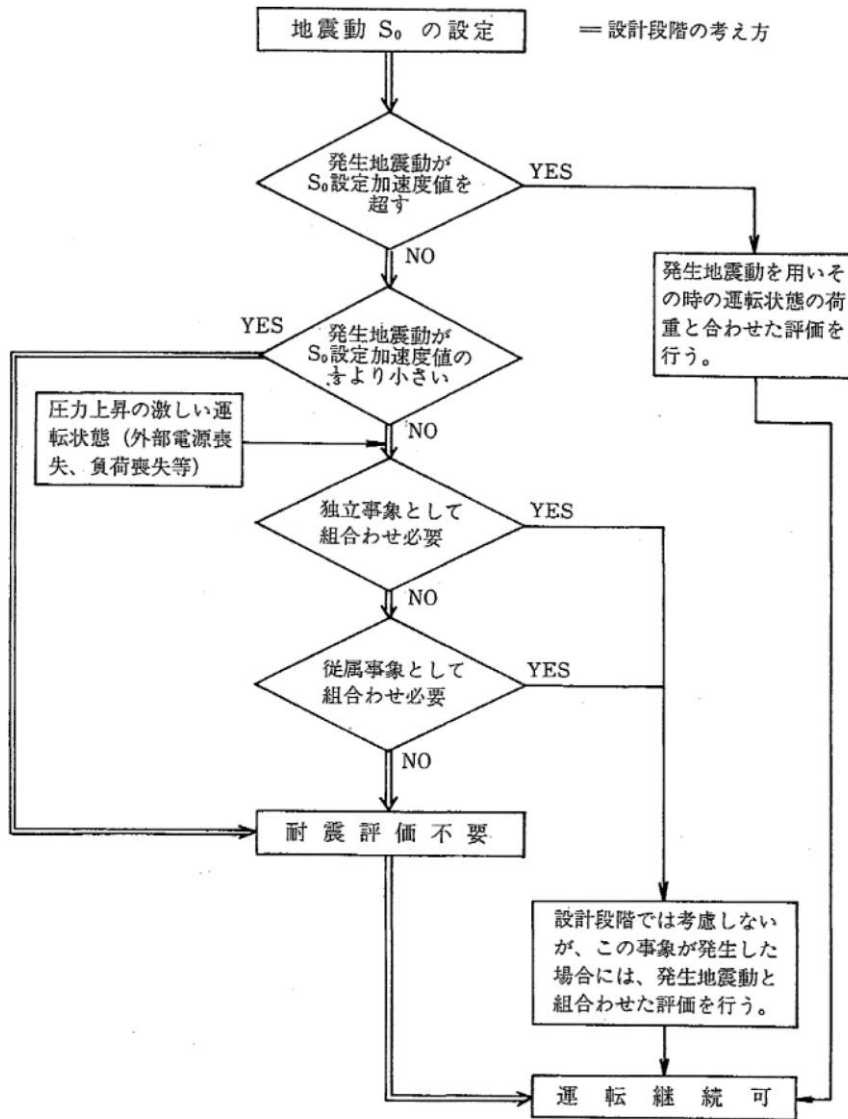 地震動 S₀ の設定
＝設計段階の考え方
発生地震動が
S₀設定加速度値を
超す
YES
NO
発生地震動を用いそ
の時の運転状態の荷
重と合わせた評価を
行う。
YES
発生地震動が
S₀設定加速度値の
より小さい
NO
圧力上昇の激しい運
転状態（外部電源喪
失、負荷喪失等）
独立事象として
組合わせ必要
YES
NO
従属事象として
組合わせ必要
YES
NO
耐震評価不要
設計段階では考慮しない
が、この事象が発生した
場合には、発生地震動と
組合わせた評価を行う。
運転継続可